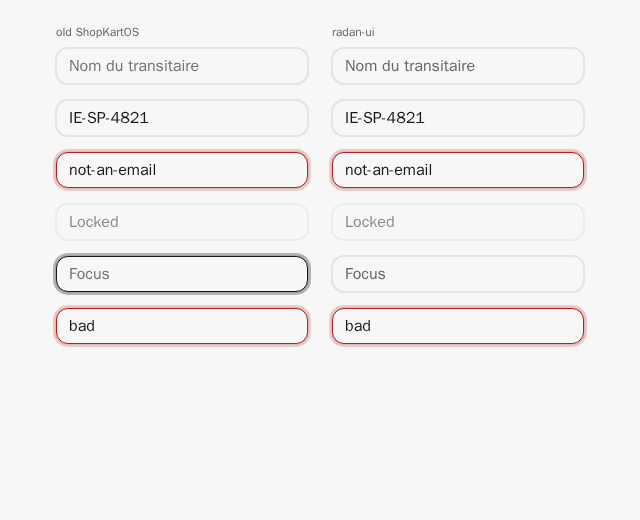 old ShopKartOS
Nom du transitaire
IE-SP-4821
not-an-email
Locked
Focus
bad
radan-ui
Nom du transitaire
IE-SP-4821
not-an-email
Locked
Focus
bad